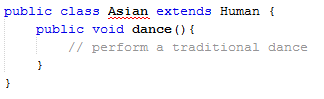 public class Asian extends Human {
public void dance(){
// perform a traditional dance
}
}